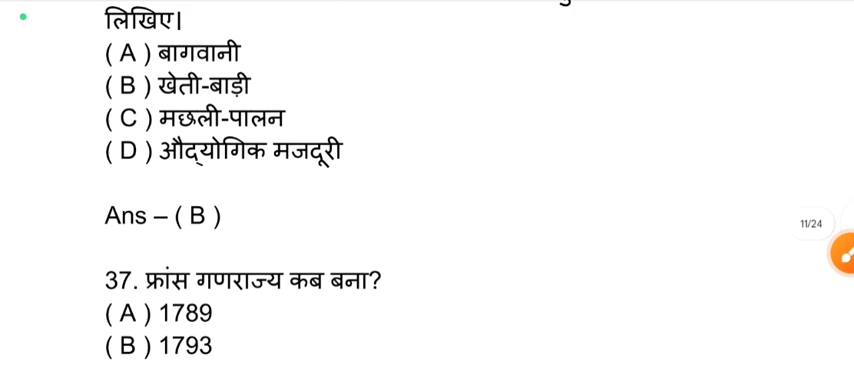 लिखिए।
( A ) बागवानी
( B ) खेती-बाड़ी
( C ) मछली-पालन
( D ) औद्योगिक मजदूरी
Ans – ( B )
11/24
37. फ्रांस गणराज्य कब बना?
( A ) 1789
( B ) 1793